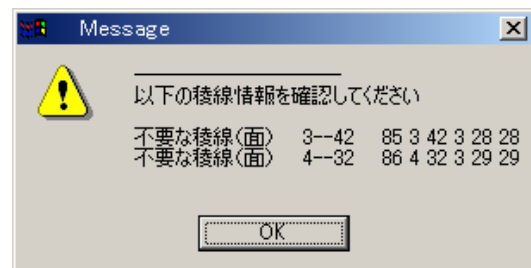 Message
以下の稜線情報を確認してください
不要な稜線(面) 3--42 85 3 42 3 28 28
不要な稜線(面) 4--32 86 4 32 3 29 29
OK